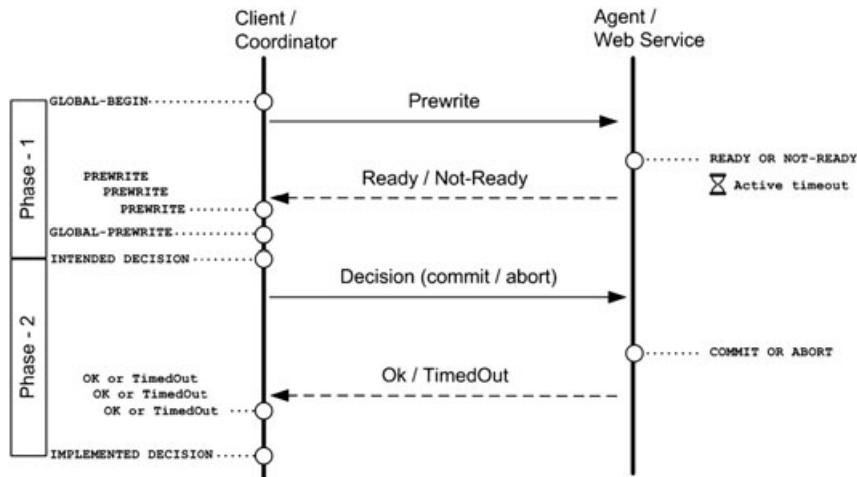 Client /
Coordinator
Agent /
Web Service
Phase - 1
GLOBAL-BEGIN
Prewrite
READY OR NOT-READY
Active timeout
Ready / Not-Ready
PREWRITE
PREWRITE
PREWRITE
GLOBAL-PREWRITE
INTENDED DECISION
Phase - 2
Decision (commit / abort)
COMMIT OR ABORT
Ok / TimedOut
OK or TimedOut
OK or TimedOut
OK or TimedOut
IMPLEMENTED DECISION